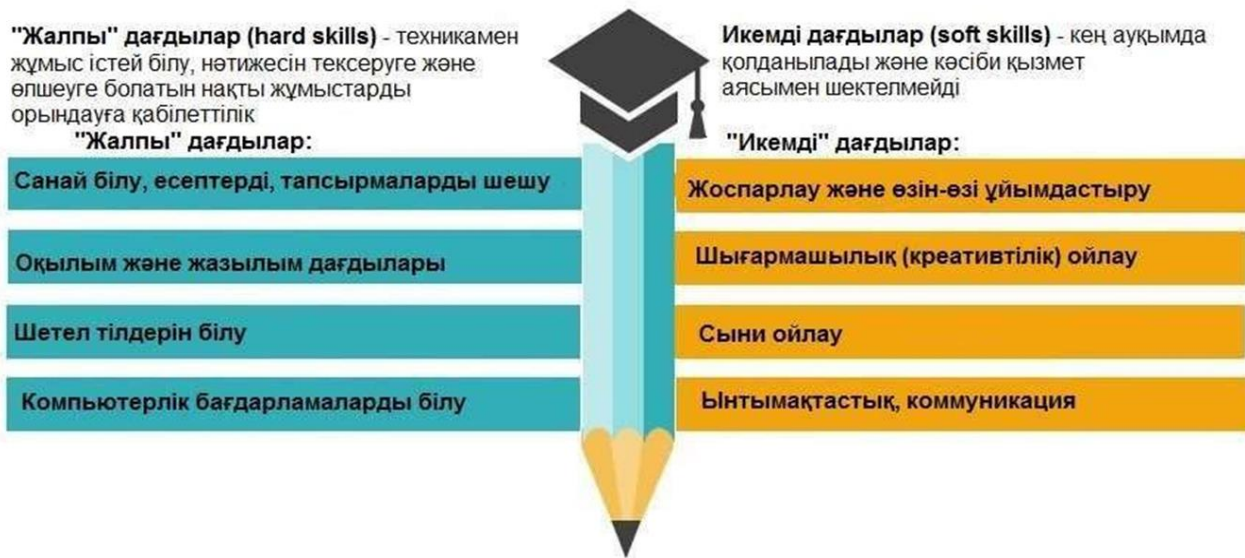 "Жалпы" дағдылар (hard skills) - техникамен
жұмыс істей білу, нәтижесін тексеруге және
өлшеуге болатын нақты жұмыстарды
орындауға қабілеттілік
"Жалпы" дағдылар:
Санай білу, есептерді, тапсырмаларды шешу
Оқылым және жазылым дағдылары
Шетел тілдерін білу
Компьютерлік бағдарламаларды білу
Икемді дағдылар (soft skills) - кең ауқымда
қолданылады және кәсіби қызмет
аясымен шектелмейді
"Икемді" дағдылар:
Жоспарлау және өзін-өзі ұйымдастыру
Шығармашылық (креативтілік) ойлау
Сыни ойлау
Ынтымақтастық, коммуникация